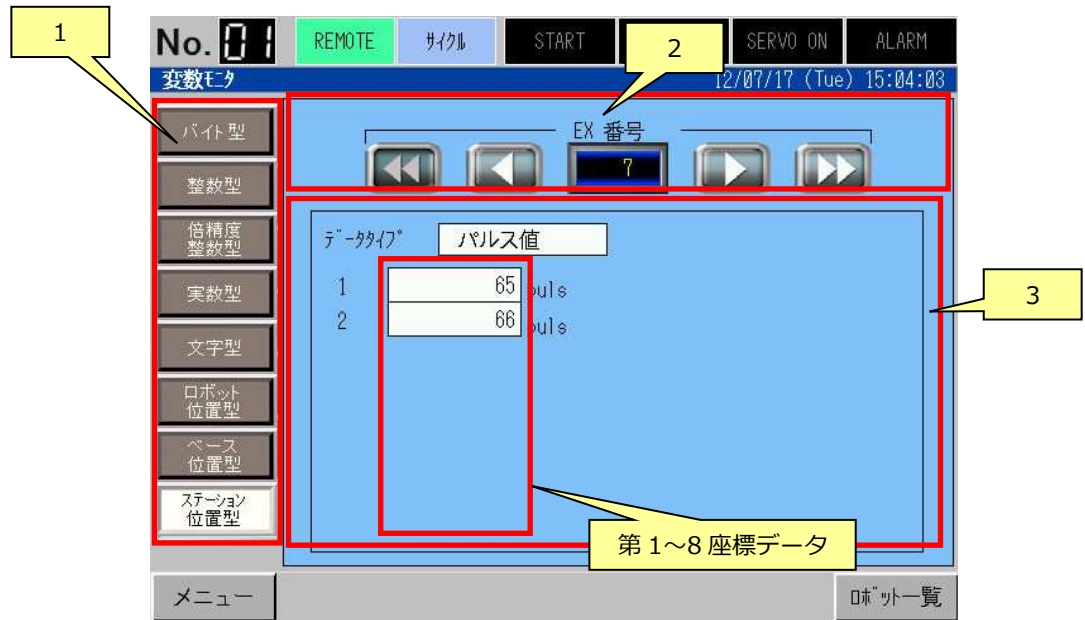 1
No. 01
REMOTE
ｻｲｸﾙ
START
2
SERVO ON
ALARM
変数ﾓﾆﾀ
12/07/17 (Tue) 15:04:03
バイト型
整数型
倍精度
整数型
実数型
文字型
ロボット
位置型
ベース
位置型
ｽﾃｰｼｮﾝ
位置型
EX 番号
7
ﾃﾞｰﾀﾀｲﾌﾟ
パルス値
1
65
puls
2
66
puls
3
第 1～8 座標データ
メニュー
ﾛﾎﾞｯﾄ一覧